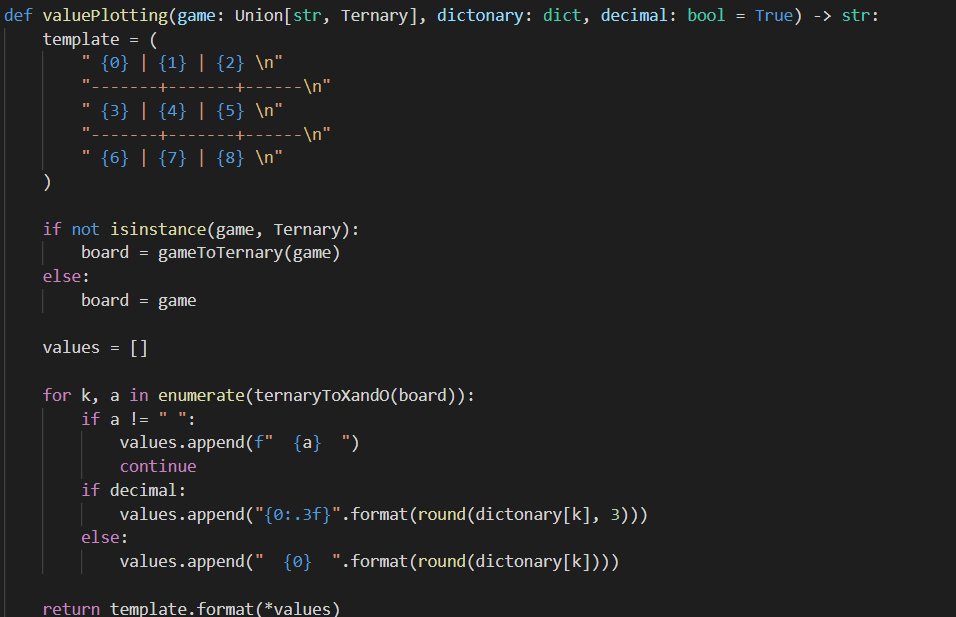 def valuePlotting(game: Union[str, Ternary], dictonary: dict, decimal: bool = True) -> str:
    template = (
        " {0} | {1} | {2} \n"
        "-------+-------+------\n"
        " {3} | {4} | {5} \n"
        "-------+-------+------\n"
        " {6} | {7} | {8} \n"
    )

    if not isinstance(game, Ternary):
        board = gameToTernary(game)
    else:
        board = game

    values = []

    for k, a in enumerate(ternaryToXandO(board)):
        if a != " ":
            values.append(f"  {a}  ")
            continue
        if decimal:
            values.append("{0:.3f}".format(round(dictonary[k], 3)))
        else:
            values.append("  {0}  ".format(round(dictonary[k])))

    return template.format(*values)